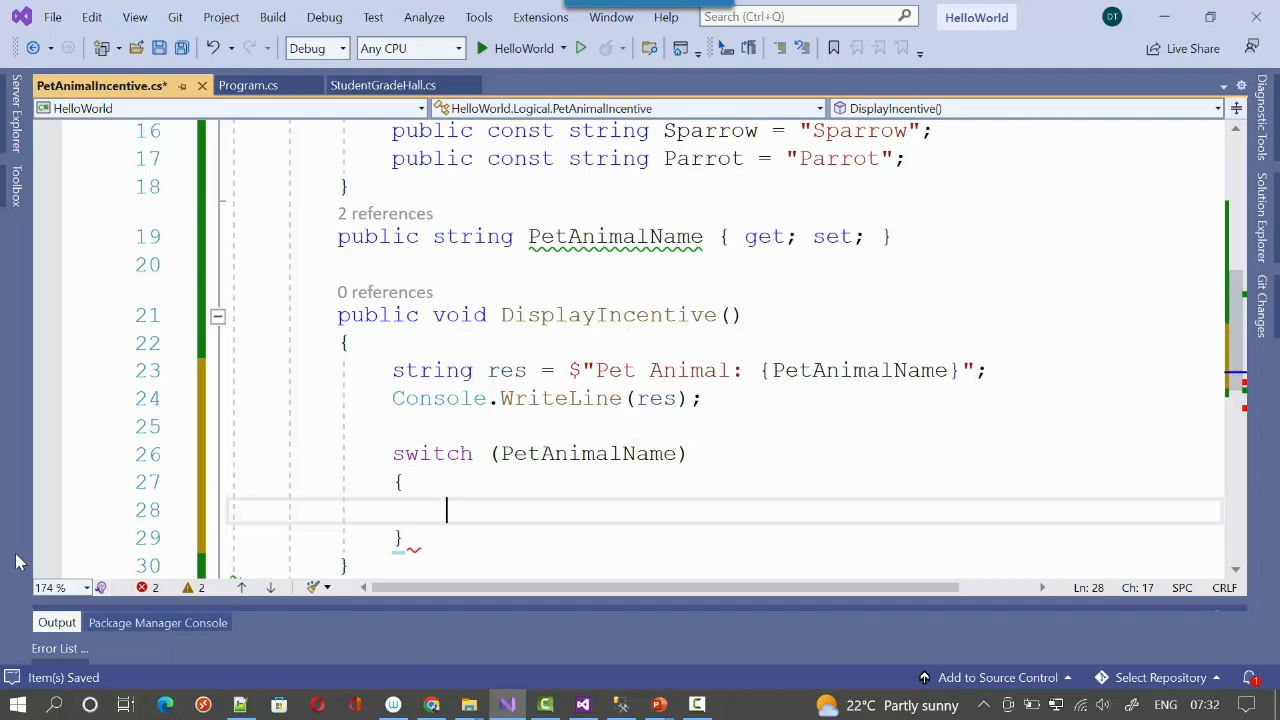 File Edit View Git Project Build Debug Test Analyze Tools Extensions Window Help Search (Ctrl+Q) HelloWorld DT
Debug Any CPU HelloWorld Live Share
PetAnimalIncentive.cs* Program.cs StudentGradeHall.cs
HelloWorld HelloWorld.Logical.PetAnimalIncentive DisplayIncentive()
Server Explorer
Toolbox
Diagnostic Tools
Solution Explorer
Git Changes
16 public const string Sparrow = "Sparrow";
17 public const string Parrot = "Parrot";
18 }
2 references
19 public string PetAnimalName { get; set; }
20
0 references
21 public void DisplayIncentive()
22 {
23 string res = $"Pet Animal: {PetAnimalName}";
24 Console.WriteLine(res);
25
26 switch (PetAnimalName)
27 {
28
29 }
30 }
174 % 2 2 Ln: 28 Ch: 17 SPC CRLF
Output Package Manager Console
Error List ...
Item(s) Saved Add to Source Control Select Repository 1
22°C Partly sunny ENG 07:32